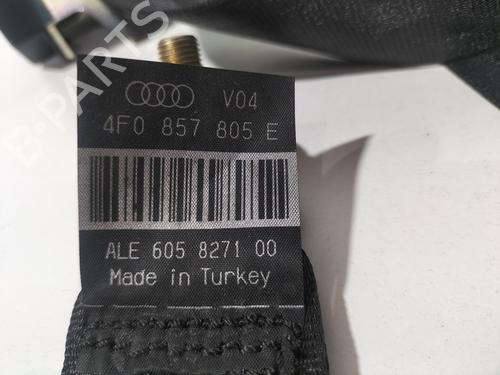 V04
4F0 857 805 E
ALE 605 8271 00
Made in Turkey
B-PARTS